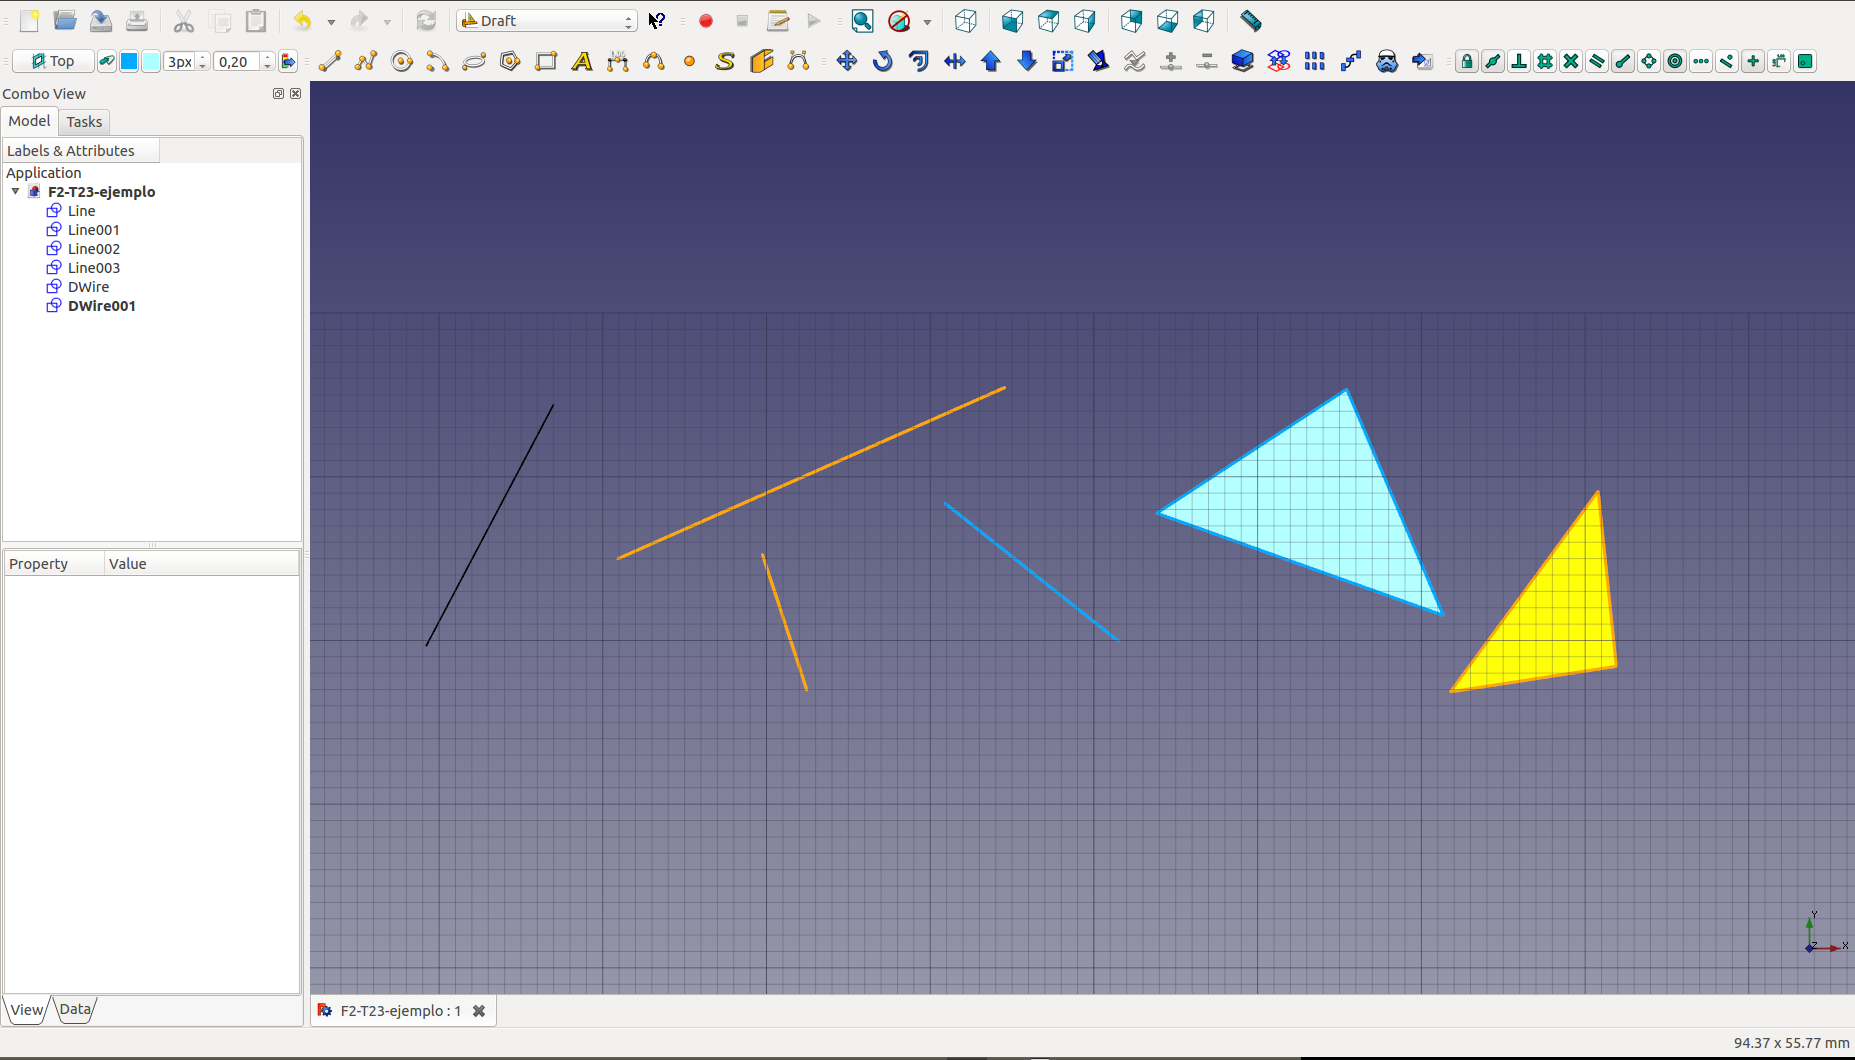 Draft
Top
3px
0,20
Combo View
Model
Tasks
Labels & Attributes
Application
F2-T23-ejemplo
Line
Line001
Line002
Line003
DWire
DWire001
Property
Value
View
Data
F2-T23-ejemplo : 1
Y
Z
X
94.37 x 55.77 mm